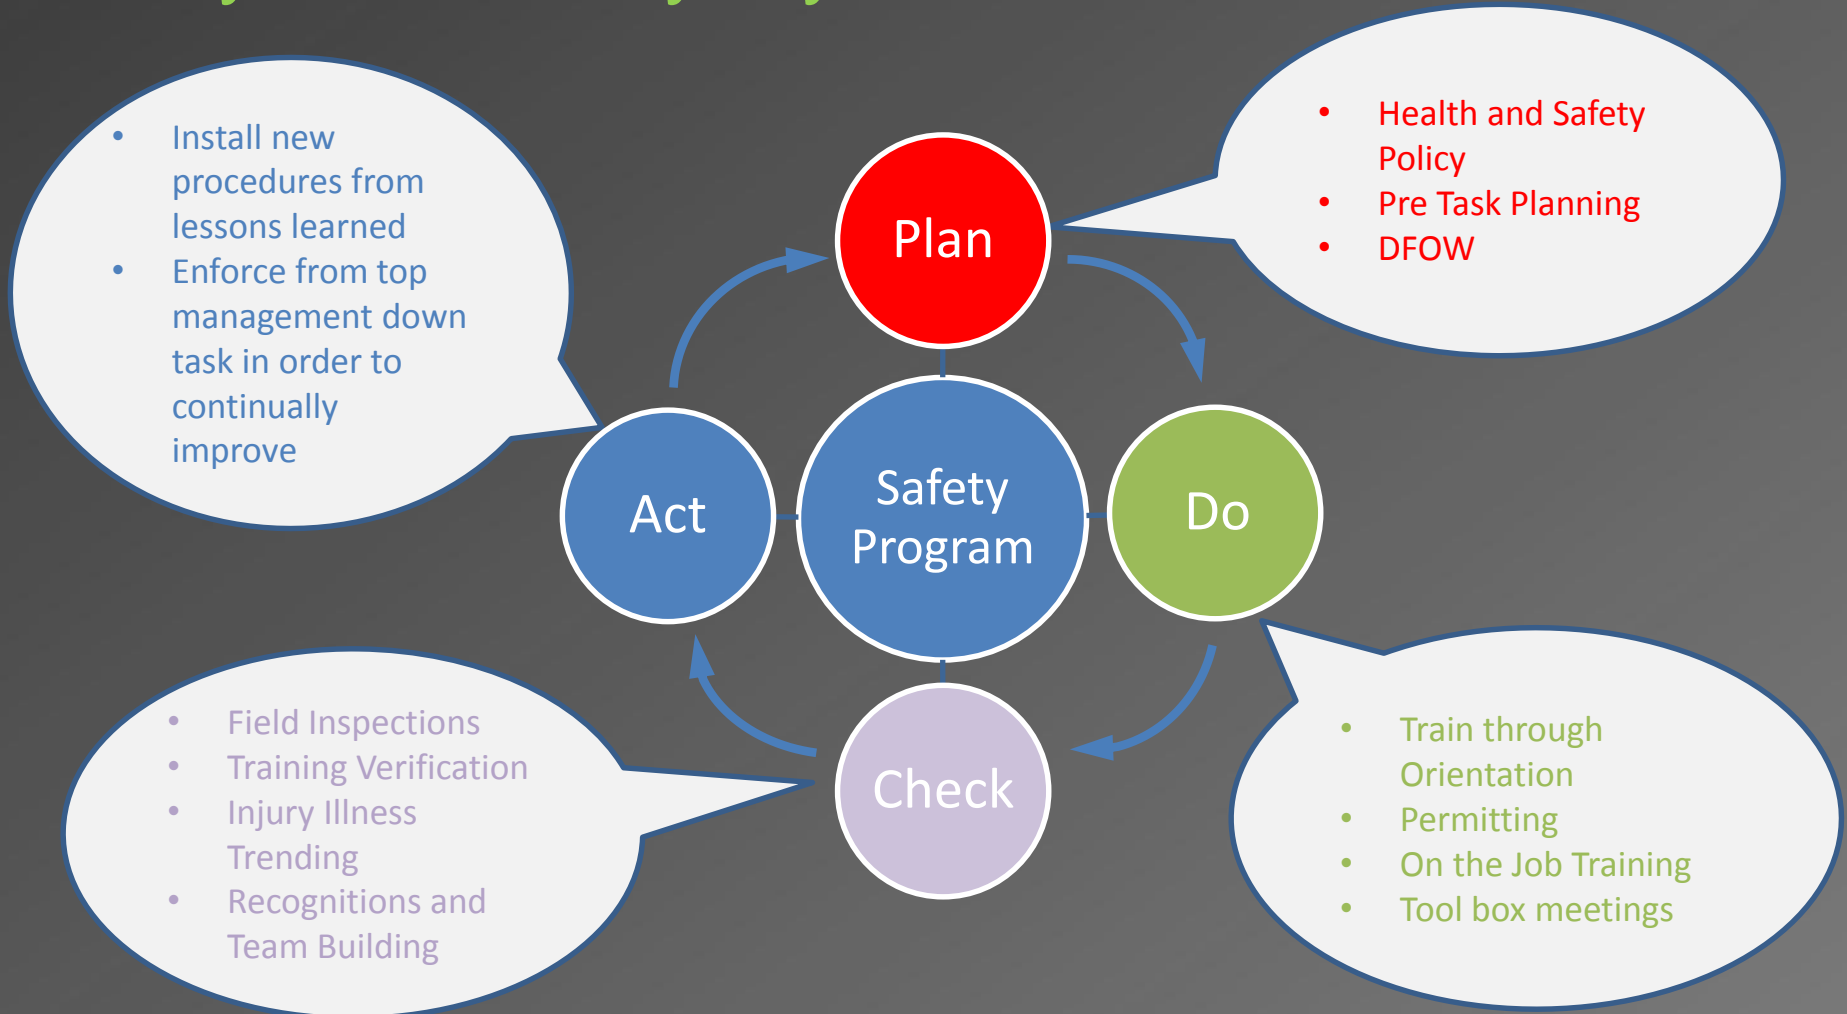 • Install new
procedures from
lessons learned
• Enforce from top
management down
task in order to
continually
improve
• Health and Safety
Policy
• Pre Task Planning
• DFOW
Plan
Act
Safety
Program
Do
Check
• Field Inspections
• Training Verification
• Injury Illness
Trending
• Recognitions and
Team Building
• Train through
Orientation
• Permitting
• On the Job Training
• Tool box meetings